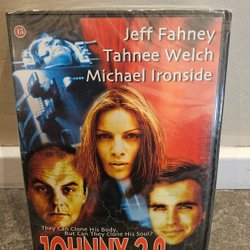 15
Jeff Fahney
Tahnee Welch
Michael Ironside
They Can Clone His Body,
But Can They Clone His Soul?
JOHNNY 2.0